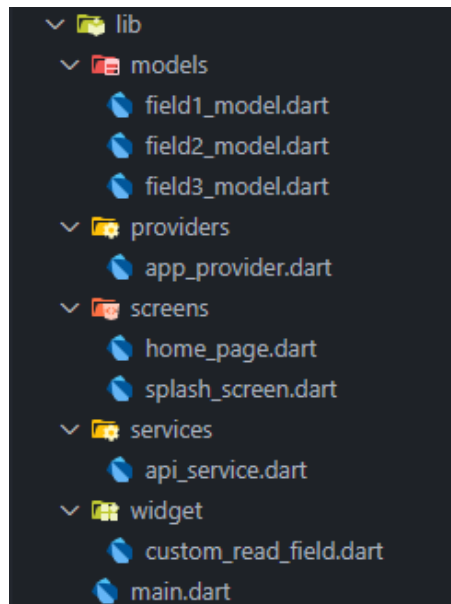 lib
models
field1_model.dart
field2_model.dart
field3_model.dart
providers
app_provider.dart
screens
home_page.dart
splash_screen.dart
services
api_service.dart
widget
custom_read_field.dart
main.dart